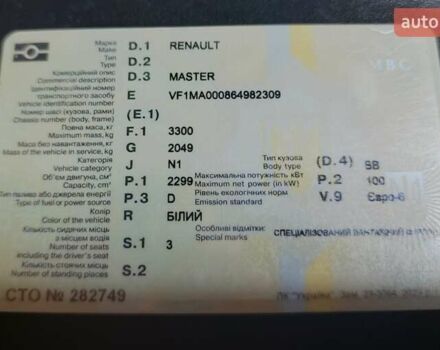 auto
МВС
Марка D.1 RENAULT
Make
Тип D.2
Type
Комерційний опис D.3 MASTER
Commercial description
Ідентифікаційний номер
транспортного засобу E VF1MA000864982309
Vehicle identification number
Номер шасі (кузова, рами) (E.1)
Chassis number (body, frame)
Повна маса, кг F.1 3300
Maximum mass, kg
Маса без навантаження, кг G 2049
Mass of the vehicle in service, kg
Категорія J N1 Тип кузова (D.4) SB
Vehicle category Body type
Об'єм двигуна, см³ P.1 2299 Максимальна потужність кВт P.2 100
Capacity, cm³ Maximum net power (in kW)
Тип пального або джерела енергії P.3 D Рівень екологічних норм V.9 Євро-6
Type of fuel or power source Emission standard
Колір R БІЛИЙ Особливі відмітки: СПЕЦІАЛІЗОВАНИЙ ВАНТАЖНИЙ
Color of the vehicle Special marks
Кількість сидячих місць
з місцем водія S.1 3
Number of seats
including the driver's seat
Кількість стоячих місць S.2
Number of standing places
СТО № 282749
ПК "Україна". Зам.